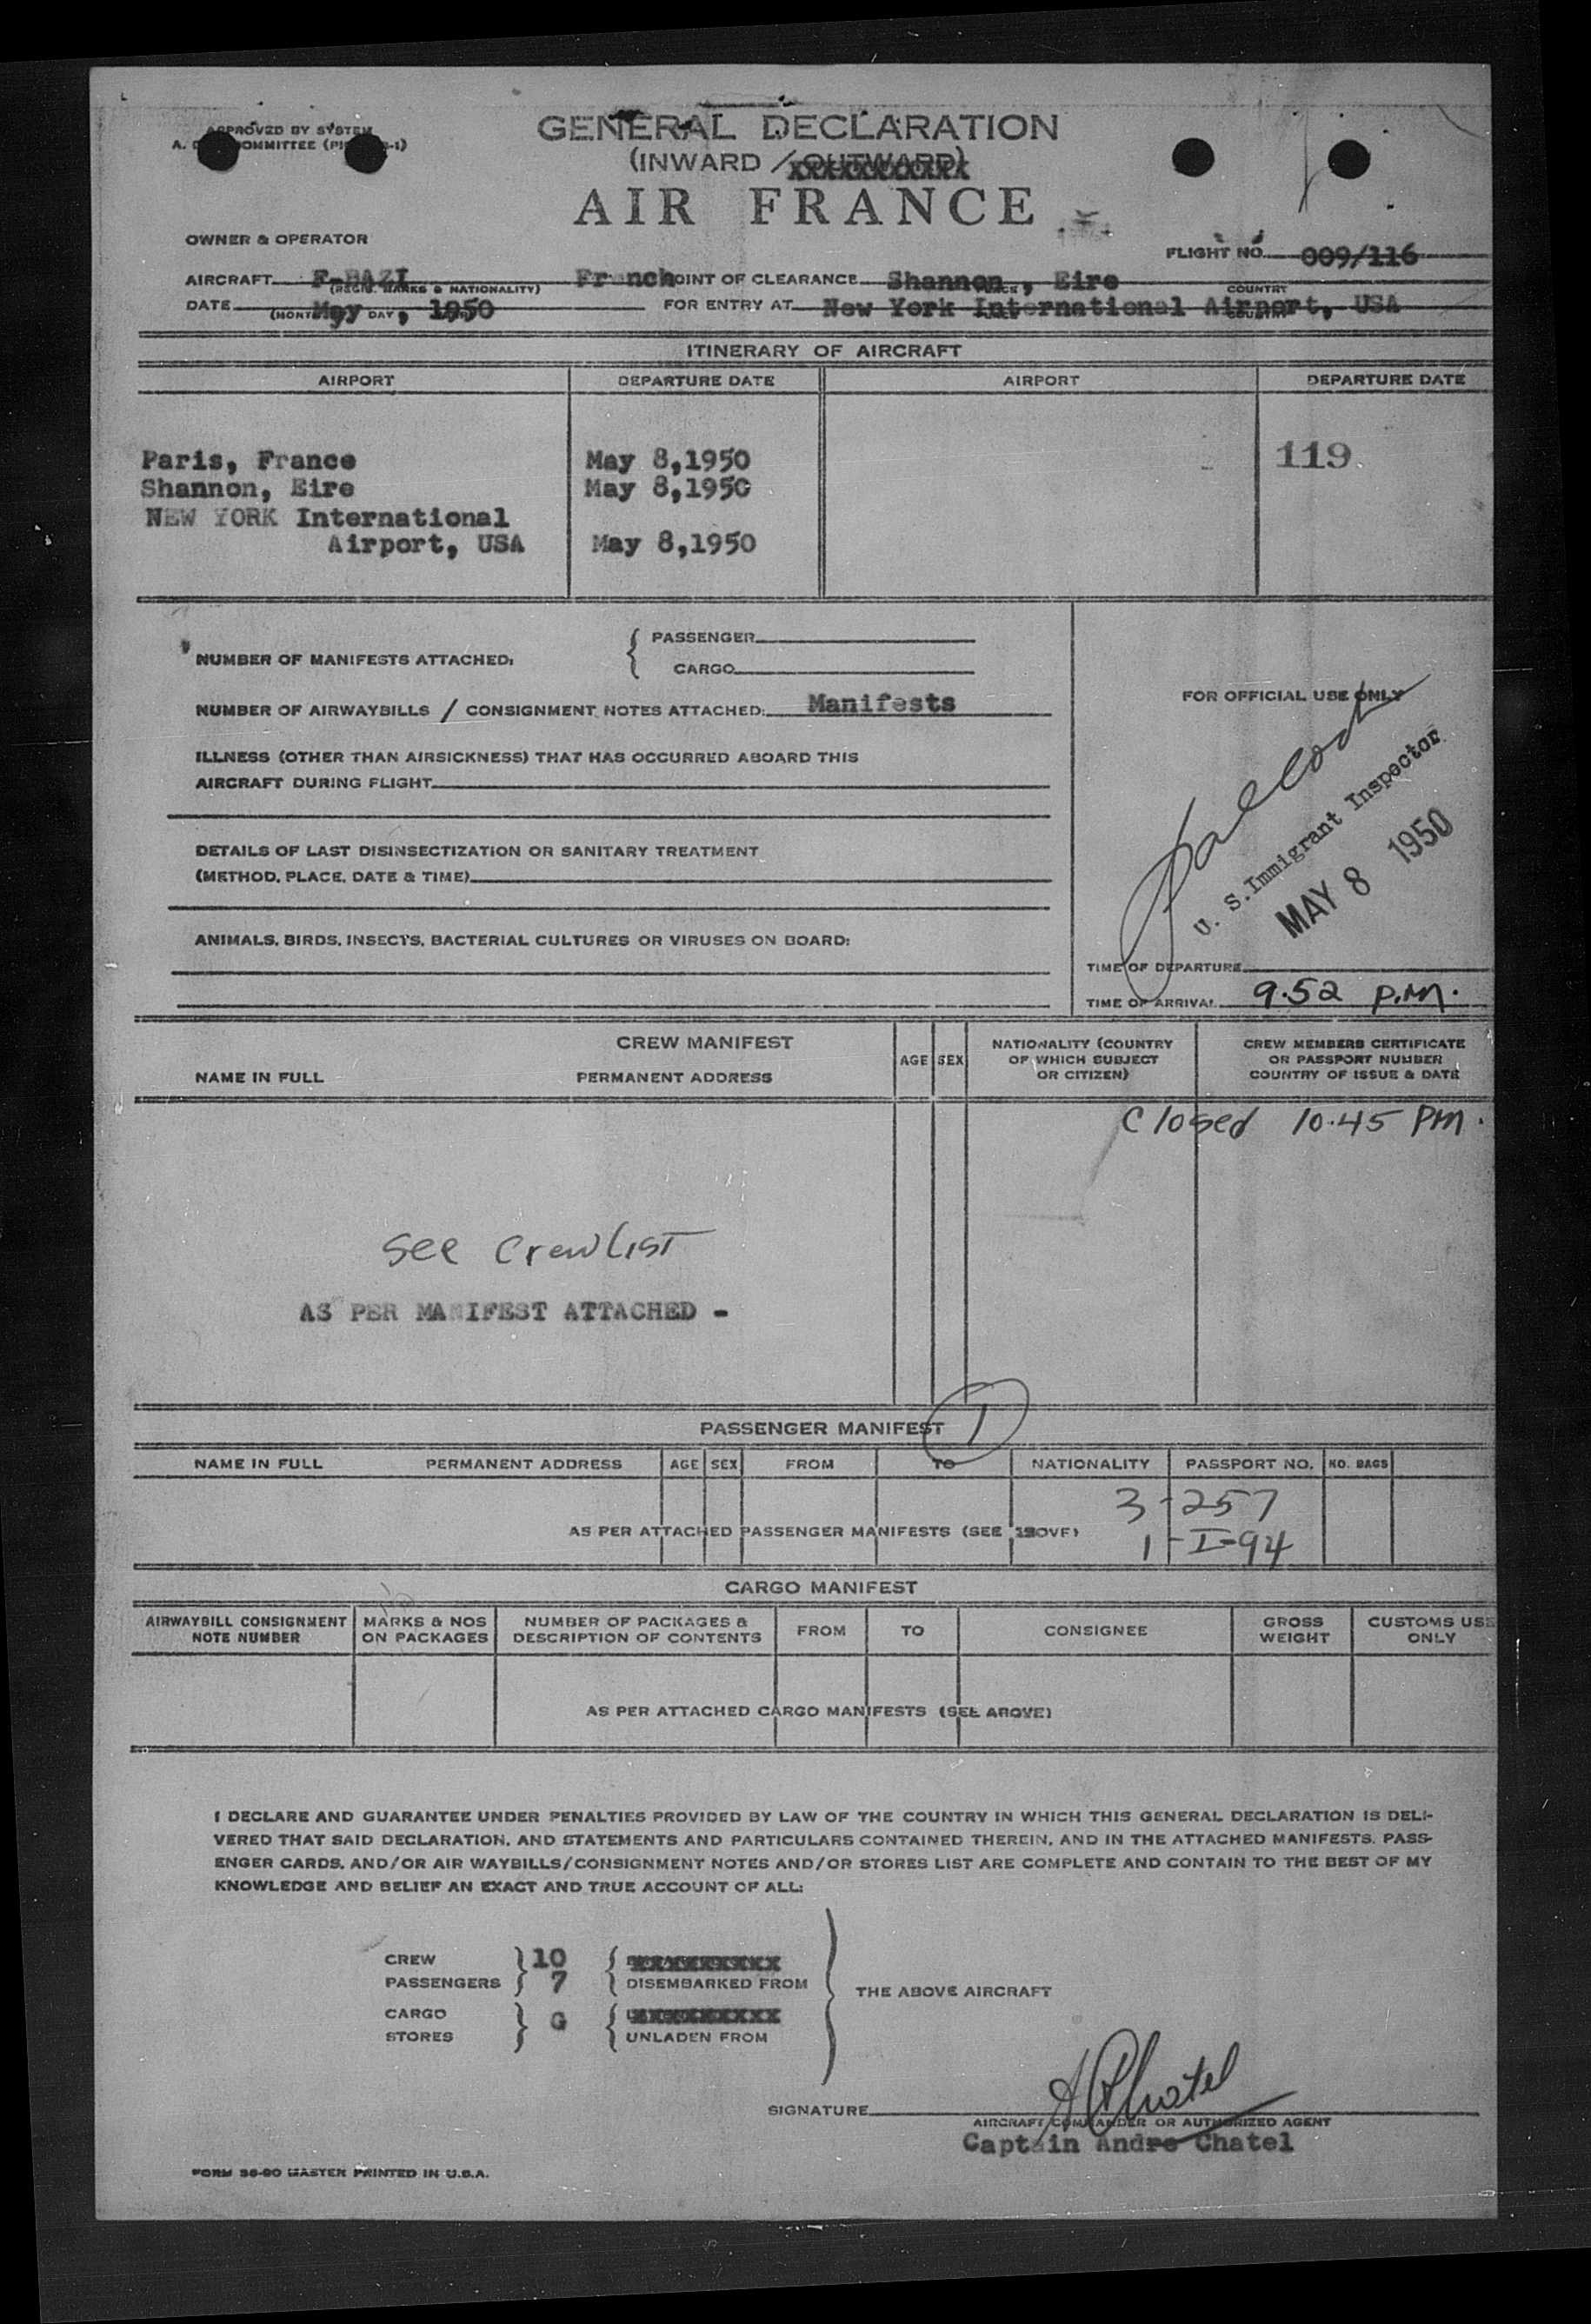 APPROVED BY SYSTEM
GENERAL DECLARATION
(INWARD /
AIR FRANCE
OWNER & OPERATOR
FLIGHT NO. 009/116
AIRCRAFT F-BAZI French POINT OF CLEARANCE Shannon, Eire
(REGIS. MARKS & NATIONALITY) COUNTRY
DATE May , 1950 FOR ENTRY AT New York International Airport, USA
ITINERARY OF AIRCRAFT
AIRPORT DEPARTURE DATE AIRPORT DEPARTURE DATE
Paris, France May 8,1950 119
Shannon, Eire May 8,1950
NEW YORK International
Airport, USA May 8,1950
PASSENGER
NUMBER OF MANIFESTS ATTACHED:
CARGO
FOR OFFICIAL USE ONLY
NUMBER OF AIRWAYBILLS / CONSIGNMENT NOTES ATTACHED: Manifests
ILLNESS (OTHER THAN AIRSICKNESS) THAT HAS OCCURRED ABOARD THIS
AIRCRAFT DURING FLIGHT
U. S. Immigrant Inspector
MAY 8 1950
DETAILS OF LAST DISINSECTIZATION OR SANITARY TREATMENT
(METHOD, PLACE, DATE & TIME)
ANIMALS, BIRDS, INSECTS, BACTERIAL CULTURES OR VIRUSES ON BOARD:
TIME OF DEPARTURE
TIME OF ARRIVAL 9.52 P.M.
CREW MANIFEST
NAME IN FULL PERMANENT ADDRESS AGE SEX
NATIONALITY (COUNTRY
OF WHICH SUBJECT
OR CITIZEN)
CREW MEMBERS CERTIFICATE
OR PASSPORT NUMBER
COUNTRY OF ISSUE & DATE
Closed 10.45 PM.
See Crew List
AS PER MANIFEST ATTACHED -
PASSENGER MANIFEST 1
NAME IN FULL PERMANENT ADDRESS AGE SEX FROM TO NATIONALITY PASSPORT NO. NO. BAGS
3-257
AS PER ATTACHED PASSENGER MANIFESTS (SEE
1-I-94
CARGO MANIFEST
AIRWAYBILL CONSIGNMENT
NOTE NUMBER
MARKS & NOS
ON PACKAGES
NUMBER OF PACKAGES &
DESCRIPTION OF CONTENTS
FROM TO CONSIGNEE
GROSS
WEIGHT
CUSTOMS USE
ONLY
AS PER ATTACHED CARGO MANIFESTS (SEE ABOVE)
I DECLARE AND GUARANTEE UNDER PENALTIES PROVIDED BY LAW OF THE COUNTRY IN WHICH THIS GENERAL DECLARATION IS DELI-
VERED THAT SAID DECLARATION, AND STATEMENTS AND PARTICULARS CONTAINED THEREIN, AND IN THE ATTACHED MANIFESTS, PASS-
ENGER CARDS, AND/OR AIR WAYBILLS/CONSIGNMENT NOTES AND/OR STORES LIST ARE COMPLETE AND CONTAIN TO THE BEST OF MY
KNOWLEDGE AND BELIEF AN EXACT AND TRUE ACCOUNT OF ALL:
CREW 10
PASSENGERS 7 DISEMBARKED FROM
THE ABOVE AIRCRAFT
CARGO G
STORES UNLADEN FROM
SIGNATURE A Chatel
AIRCRAFT COMMANDER OR AUTHORIZED AGENT
Captain Andre Chatel
FORM 36-90 MASTER PRINTED IN U.S.A.